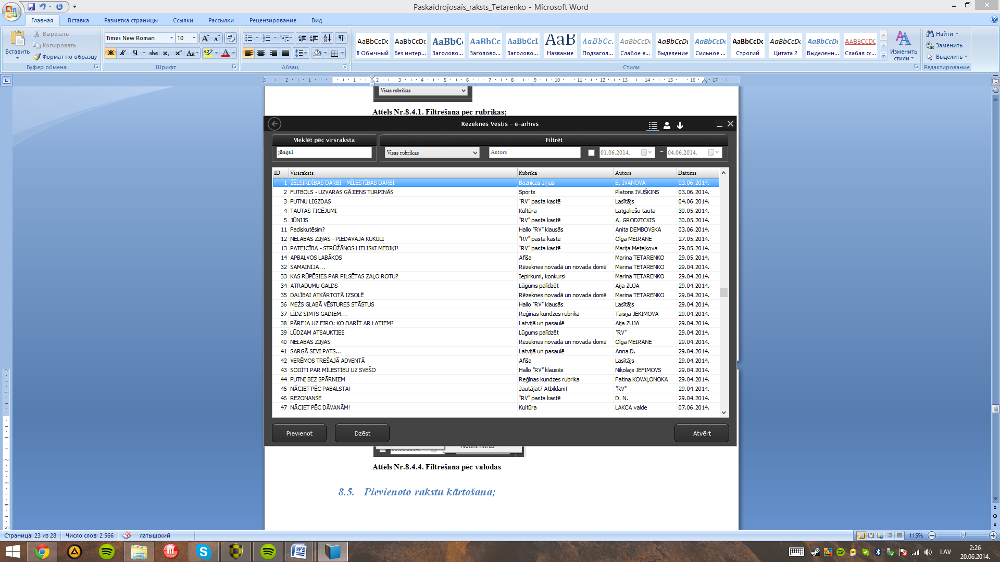 Paskaidrojosais_raksts_Tetarenko - Microsoft Word
Главная Вставка Разметка страницы Ссылки Рассылки Рецензирование Вид
Вставить
Вырезать
Копировать
Формат по образцу
Буфер обмена
Times New Roman 10
Шрифт
Абзац
AaBbCcDc AaBbCcDc AaBbC AaBbCc AaBbCcI AaB AaBbCc. AaBbCcDc AaBbCcDc AaBbCcDc AaBbCcDc AaBbCcDc AaBbCcDc AABBCCDE
¶ Обычный Без интер... Заголово... Заголово... Заголово... Название Подзагол... Слабое в... Выделение Сильное ... Строгий Цитата 2 Выделенн... Слабая сс...
Стили
Изменить стили
Найти
Заменить
Выделить
Редактирование
3 2 1 1 2 3 4 5 6 7 8 9 10 11 12 13 14 15 16 17
Visas rubrikas
Attēls Nr.8.4.1. Filtrēšana pēc rubrikas;
Rēzeknes Vēstis - e-arhīvs
Meklēt pēc virsraksta Filtrēt
jūnijs1 Visas rubrikas Autors 01.06.2014. - 04.06.2014.
ID Virsraksts Rubrika Autors Datums
1 ŽĒLSIRDĪBAS DARBI - MĪLESTĪBAS DARBI Baznīcas ziņas E. IVANOVA 03.06.2014.
2 FUTBOLS - UZVARAS GĀJIENS TURPINĀS Sports Platons IVUŠKINS 03.06.2014.
3 PUTNU LIGZDAS "RV" pasta kastē Lasītājs 04.06.2014.
4 TAUTAS TICĒJUMI Kultūra Latgaliešu tauta 30.05.2014.
5 JŪNIJS "RV" pasta kastē A. GRODZICKIS 30.05.2014.
11 Padiskutēsim? Hallo "RV" klausās Anita DEMBOVSKA 03.06.2014.
12 NELABAS ZIŅAS - PIEDĀVĀJA KUKULI "RV" pasta kastē Olga MEIRĀNE 27.05.2014.
13 PATEICĪBA - STRŪŽĀNOS LIELISKI MEDIĶI! "RV" pasta kastē Marija Meteļkova 29.05.2014.
14 APBALVOS LABĀKOS Afiša Marina TETARENKO 29.05.2014.
32 SAMAINĪJA... Rēzeknes novadā un novada domē Marina TETARENKO 29.04.2014.
33 KAS RŪPĒSIES PAR PILSĒTAS ZAĻO ROTU? Iepirkumi, konkursi Marina TETARENKO 29.04.2014.
34 ATRADUMU GALDS Lūgums palīdzēt Aija ZUJA 29.04.2014.
35 DALĪBAI ATKĀRTOTĀ IZSOLĒ Rēzeknes novadā un novada domē Marina TETARENKO 29.04.2014.
36 MEŽS GLABĀ VĒSTURES STĀSTUS Hallo "RV" klausās Lasītājs 29.04.2014.
37 LĪDZ SIMTS GADIEM... Reģīnas kundzes rubrika Taisija JEKIMOVA 29.04.2014.
38 PĀREJA UZ EIRO: KO DARĪT AR LATIEM? Latvijā un pasaulē Aija ZUJA 29.04.2014.
39 LŪDZAM ATSAUKTIES Lūgums palīdzēt "RV" 29.04.2014.
40 NELABAS ZIŅAS Rēzeknes novadā un novada domē Olga MEIRĀNE 29.04.2014.
41 SARGĀ SEVI PATS... Latvijā un pasaulē Anna D. 29.04.2014.
42 VERĒMOS TREŠAJĀ ADVENTĀ Afiša Lasītājs 29.04.2014.
43 SODĪTI PAR MĪLESTĪBU UZ SVEŠO Hallo "RV" klausās Nikolajs JEFIMOVS 29.04.2014.
44 PUTNI BEZ SPĀRNIEM Reģīnas kundzes rubrika Fatina KOVAĻONOKA 29.04.2014.
45 NĀCIET PĒC PABALSTA! Jautājat? Atbildam! "RV" 29.04.2014.
46 REZONANSE "RV" pasta kastē D. N. 29.04.2014.
47 NĀCIET PĒC DĀVANĀM! Kultūra LAKCA valde 07.06.2014.
Pievienot Dzēst Atvērt
Attēls Nr.8.4.4. Filtrēšana pēc valodas
8.5. Pievienoto rakstu kārtošana;
Страница: 23 из 28 Число слов: 2 566 латышский 115%
LAV 2:26
20.06.2014.